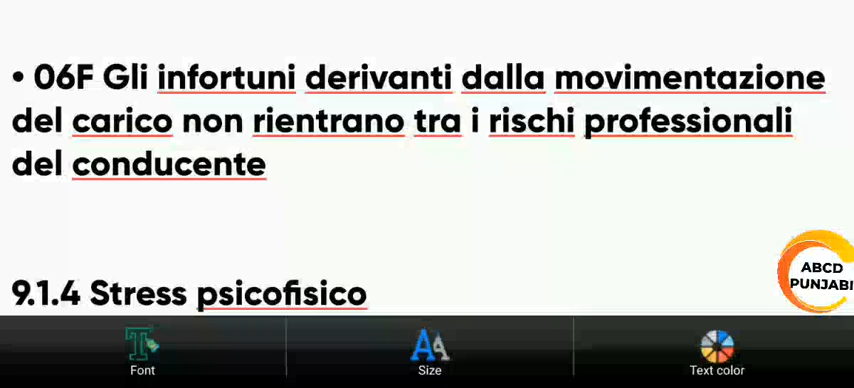 • 06F Gli infortuni derivanti dalla movimentazione
del carico non rientrano tra i rischi professionali
del conducente
9.1.4 Stress psicofisico
ABCD
PUNJABI
Font
Size
Text color